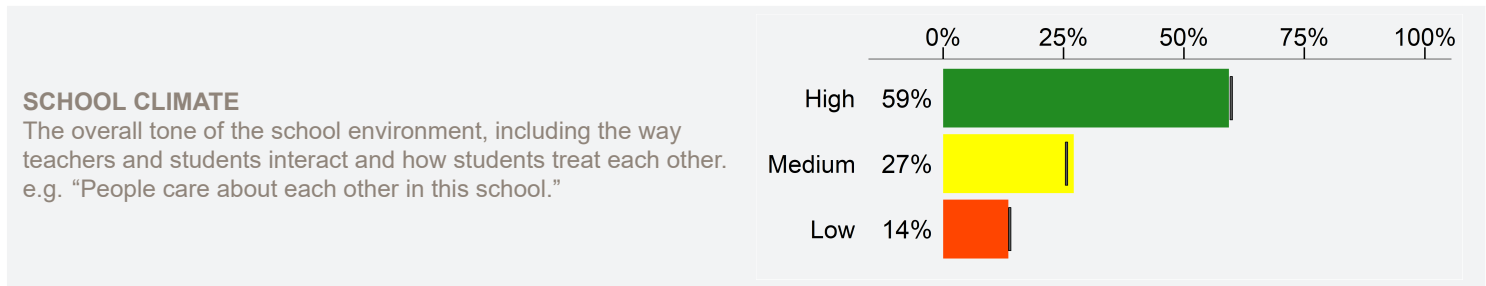 SCHOOL CLIMATE
The overall tone of the school environment, including the way
teachers and students interact and how students treat each other.
e.g. “People care about each other in this school.”
0% 25% 50% 75% 100%
High 59%
Medium 27%
Low 14%